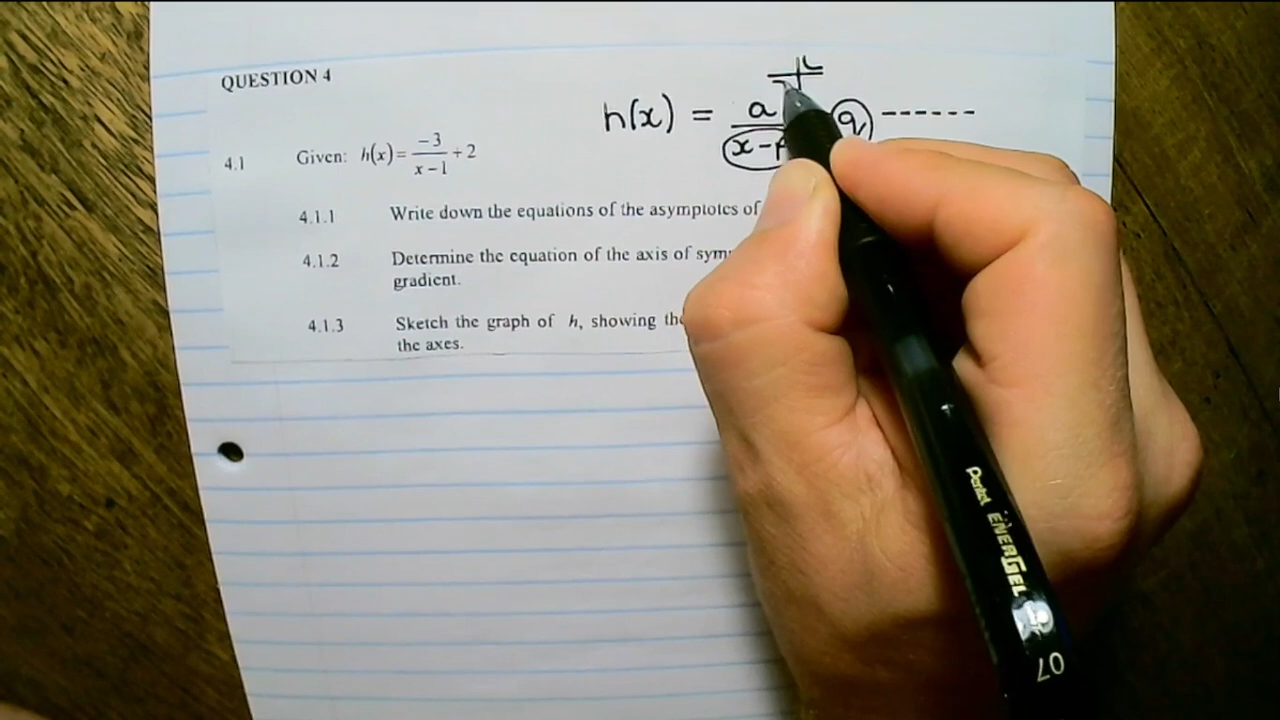 QUESTION 4
h(x) = a / (x - p) q ------
4.1 Given: h(x) = -3 / (x - 1) + 2
4.1.1 Write down the equations of the asymptotes of
4.1.2 Determine the equation of the axis of
gradient.
4.1.3 Sketch the graph of h, showing
the axes.
Pentel ENERGEL
07